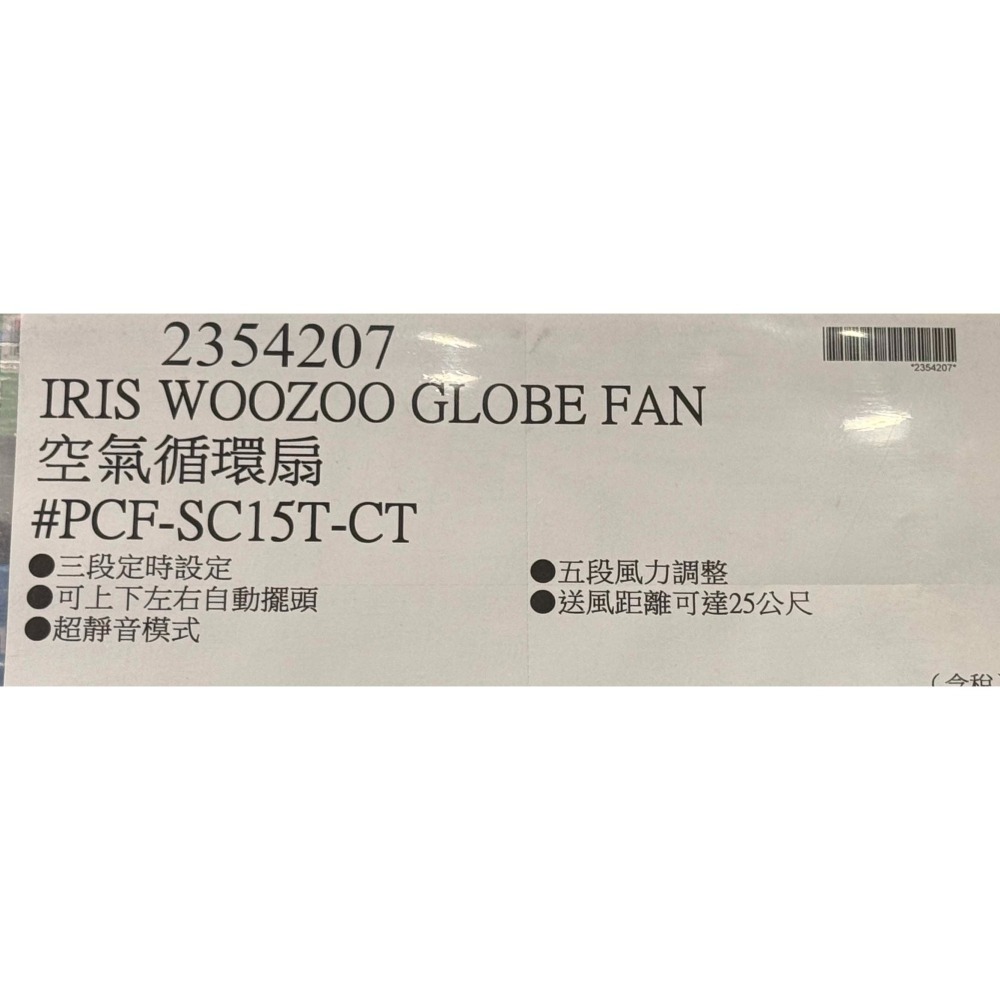 2354207
*2354207*
IRIS WOOZOO GLOBE FAN
空氣循環扇
#PCF-SC15T-CT
●三段定時設定
●五段風力調整
●可上下左右自動擺頭
●送風距離可達25公尺
●超靜音模式